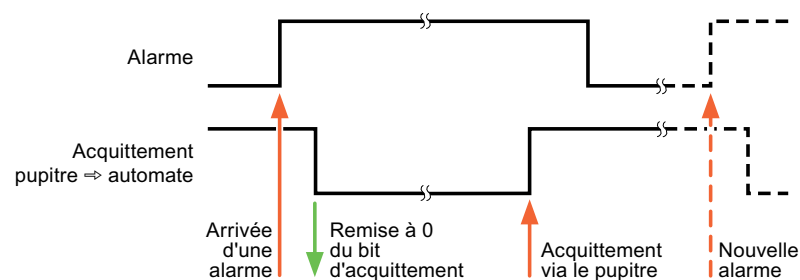 Alarme
Acquittement
pupitre ⇨ automate
Arrivée
d'une
alarme
Remise à 0
du bit
d'acquittement
Acquittement
via le pupitre
Nouvelle
alarme